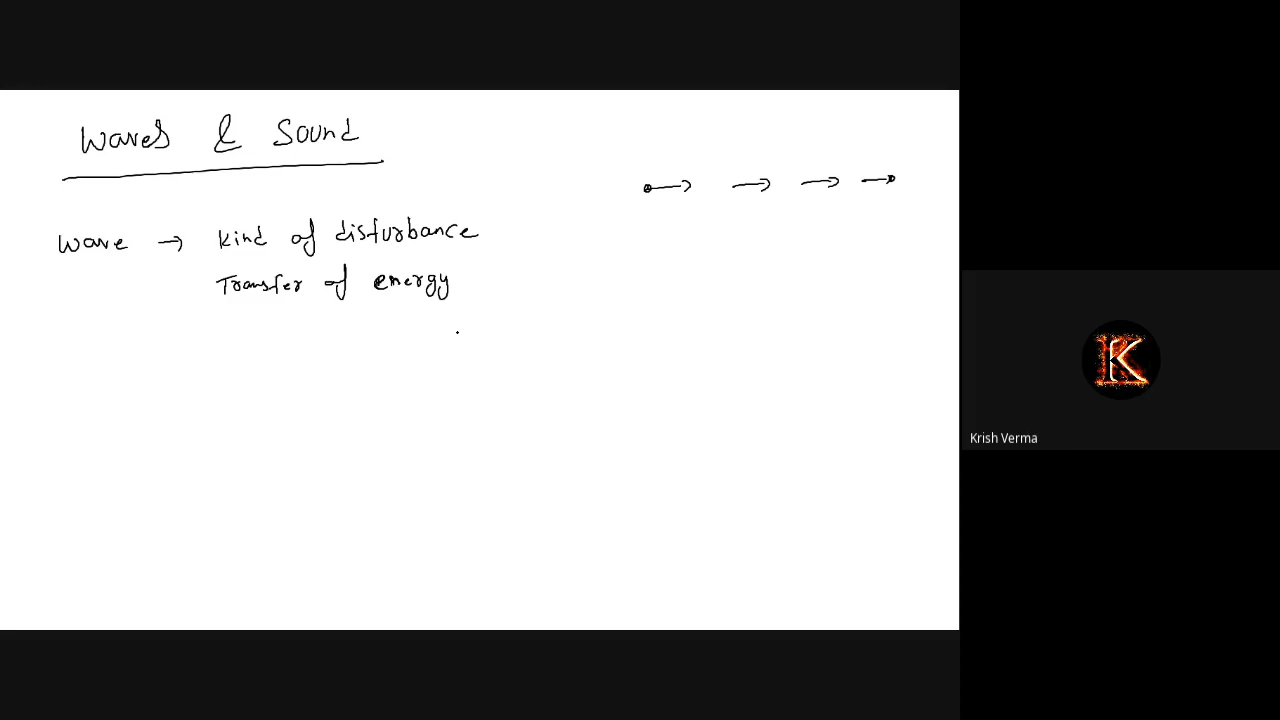 Waves & Sound
Wave → Kind of disturbance
Transfer of energy
K
Krish Verma